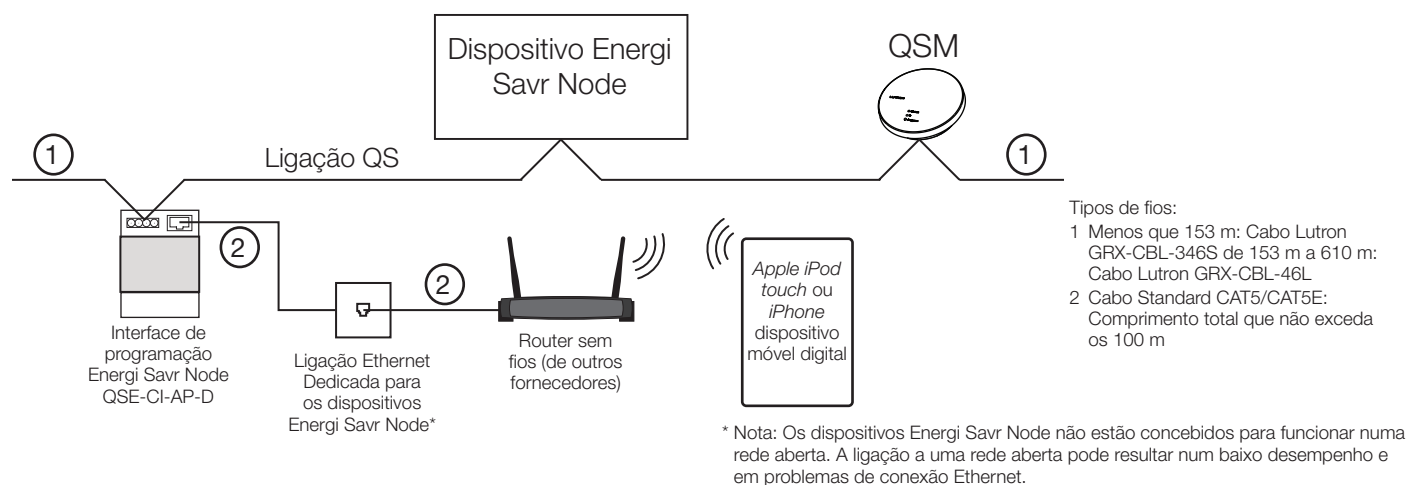 Dispositivo Energi
Savr Node
QSM
1
Ligação QS
1
2
2
Interface de
programação
Energi Savr Node
QSE-CI-AP-D
Ligação Ethernet
Dedicada para
os dispositivos
Energi Savr Node*
Router sem
fios (de outros
fornecedores)
Apple iPod
touch ou
iPhone
dispositivo
móvel digital
Tipos de fios:
1 Menos que 153 m: Cabo Lutron
GRX-CBL-346S de 153 m a 610 m:
Cabo Lutron GRX-CBL-46L
2 Cabo Standard CAT5/CAT5E:
Comprimento total que não exceda
os 100 m
* Nota: Os dispositivos Energi Savr Node não estão concebidos para funcionar numa
rede aberta. A ligação a uma rede aberta pode resultar num baixo desempenho e
em problemas de conexão Ethernet.